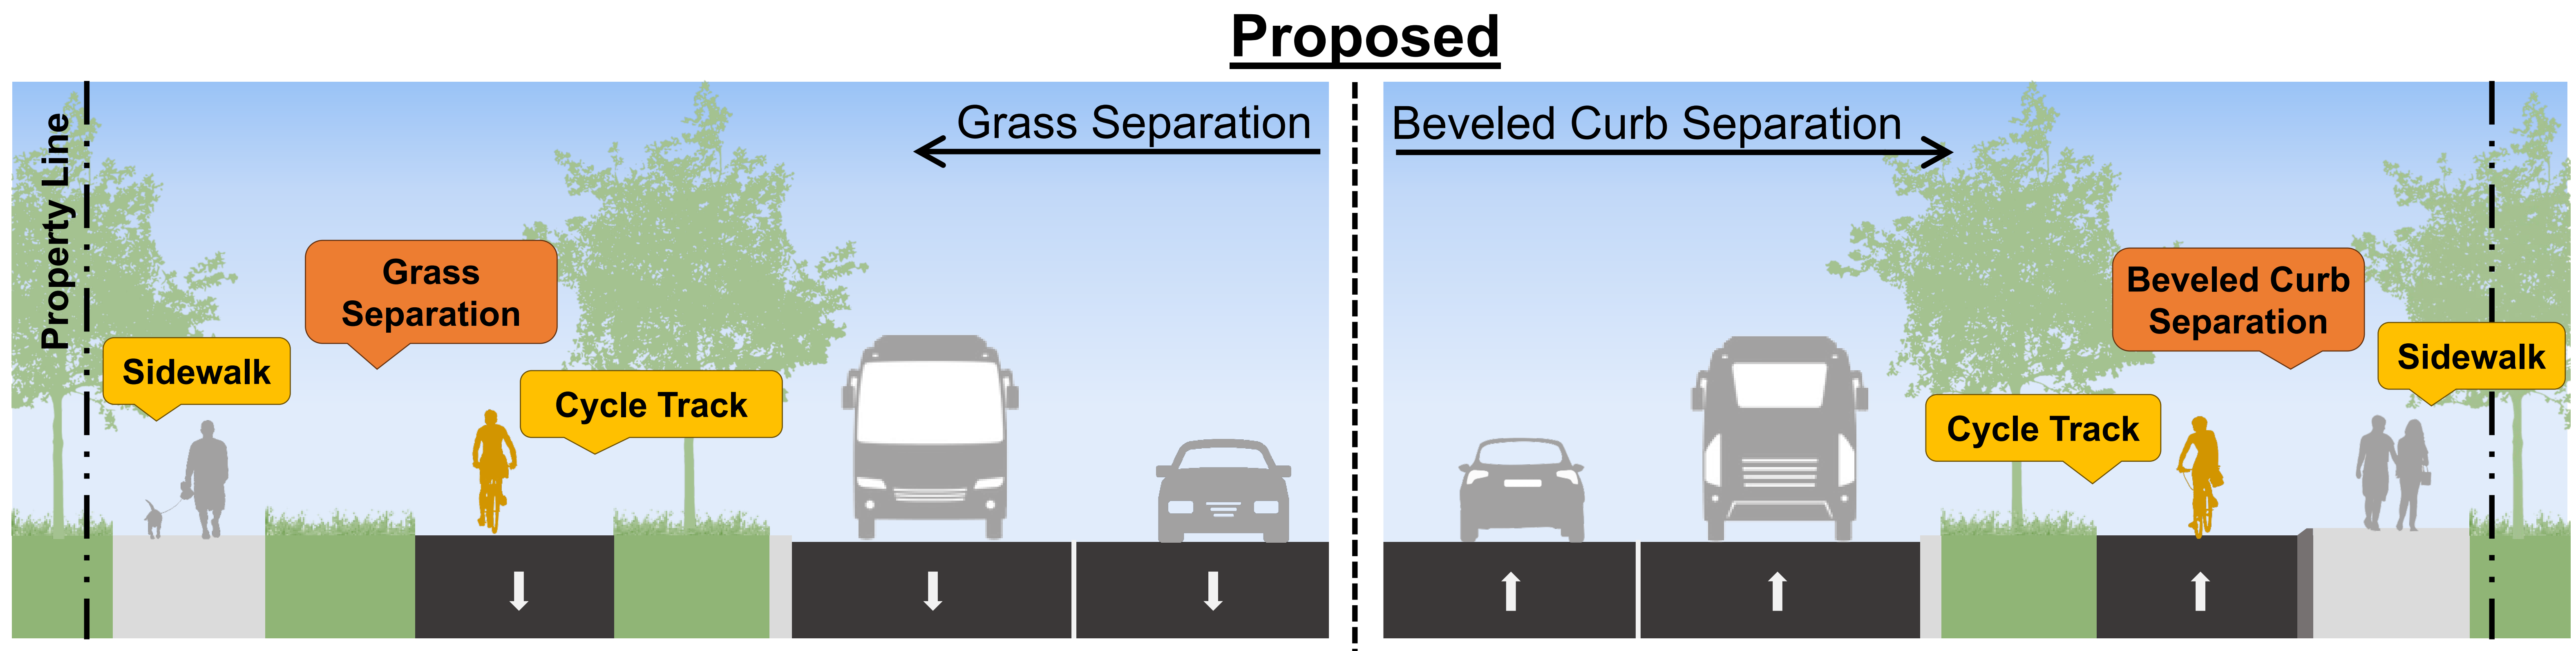 Proposed
Property Line
Grass Separation
Beveled Curb Separation
Sidewalk
Grass
Separation
Cycle Track
Cycle Track
Beveled Curb
Separation
Sidewalk